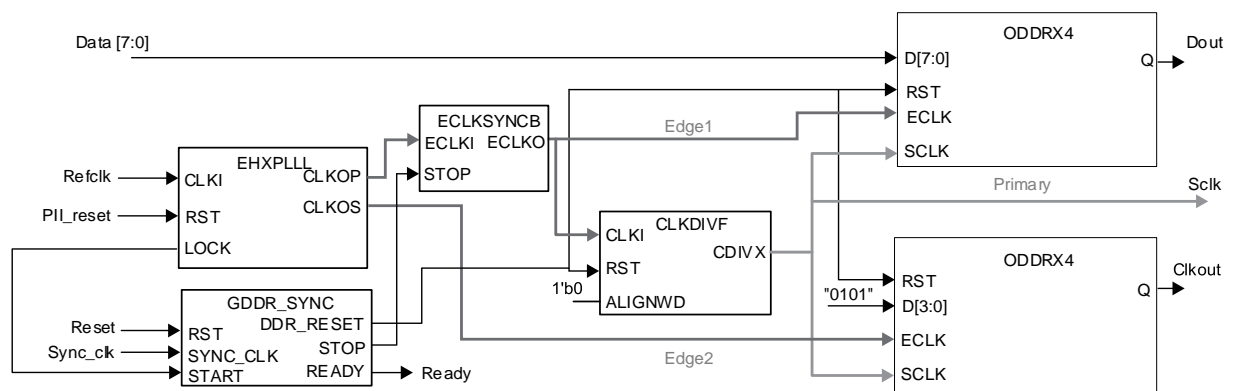 Data [7:0]
ODDRX4
D[7:0]
RST
ECLK
SCLK
Q
Dout
ECLKSYNCB
ECLKI
ECLKO
STOP
Edge1
EHXPLLL
Refclk
CLKI
CLKOP
Pll_reset
RST
CLKOS
LOCK
Primary
Sclk
CLKDIVF
CLKI
CDIVX
RST
1'b0
ALIGNWD
ODDRX4
RST
"0101"
D[3:0]
ECLK
SCLK
Q
Clkout
GDDR_SYNC
DDR_RESET
Reset
RST
STOP
Sync_clk
SYNC_CLK
START
READY
Ready
Edge2